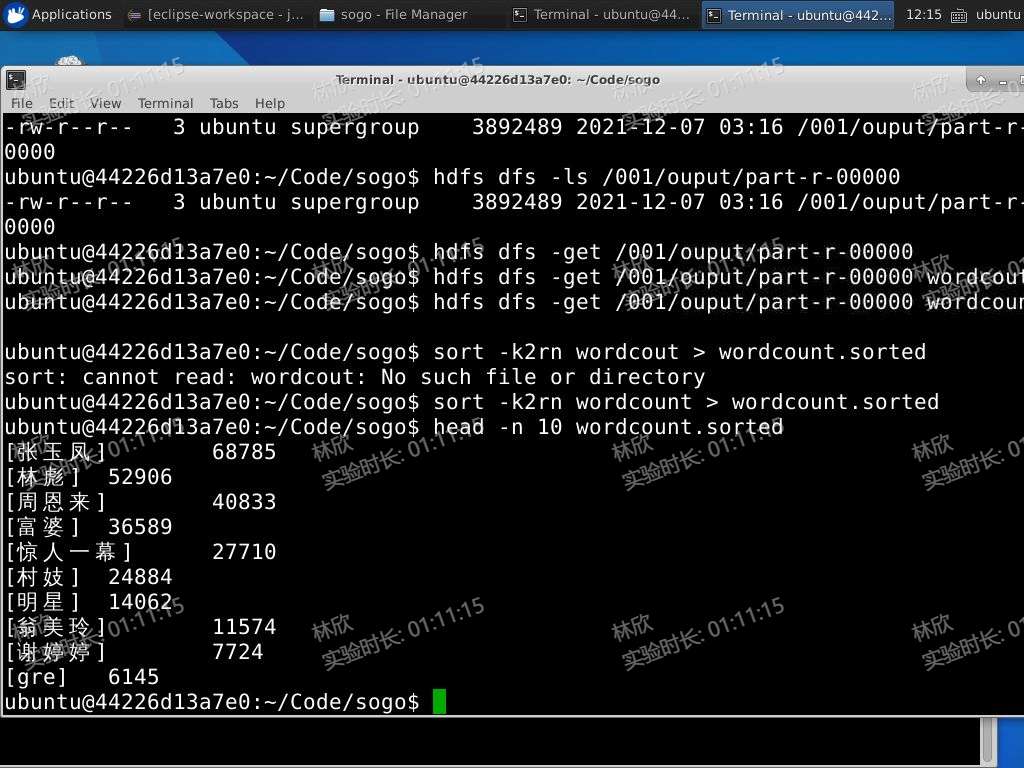 Applications
[eclipse-workspace - j...
sogo - File Manager
Terminal - ubuntu@44...
Terminal - ubuntu@442...
12:15
ubuntu
Terminal - ubuntu@44226d13a7e0: ~/Code/sogo
File Edit View Terminal Tabs Help
-rw-r--r--   3 ubuntu supergroup    3892489 2021-12-07 03:16 /001/ouput/part-r-
0000
ubuntu@44226d13a7e0:~/Code/sogo$ hdfs dfs -ls /001/ouput/part-r-00000
-rw-r--r--   3 ubuntu supergroup    3892489 2021-12-07 03:16 /001/ouput/part-r-
0000
ubuntu@44226d13a7e0:~/Code/sogo$ hdfs dfs -get /001/ouput/part-r-00000
ubuntu@44226d13a7e0:~/Code/sogo$ hdfs dfs -get /001/ouput/part-r-00000 wordcout
ubuntu@44226d13a7e0:~/Code/sogo$ hdfs dfs -get /001/ouput/part-r-00000 wordcoun
ubuntu@44226d13a7e0:~/Code/sogo$ sort -k2rn wordcout > wordcount.sorted
sort: cannot read: wordcout: No such file or directory
ubuntu@44226d13a7e0:~/Code/sogo$ sort -k2rn wordcount > wordcount.sorted
ubuntu@44226d13a7e0:~/Code/sogo$ head -n 10 wordcount.sorted
[张玉凤]        68785
[林彪]  52906
[周恩来]        40833
[富婆]  36589
[惊人一幕]      27710
[村妓]  24884
[明星]  14062
[翁美玲]        11574
[谢婷婷]        7724
[gre]   6145
ubuntu@44226d13a7e0:~/Code/sogo$
林欣
实验时长: 01:11:15